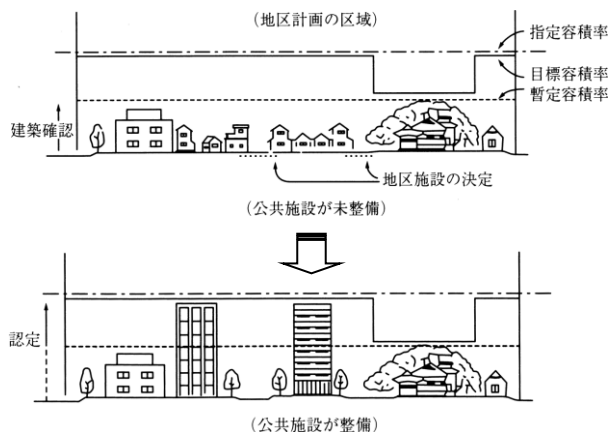 (地区計画の区域)
指定容積率
目標容積率
暫定容積率
建築確認
地区施設の決定
(公共施設が未整備)
認定
(公共施設が整備)